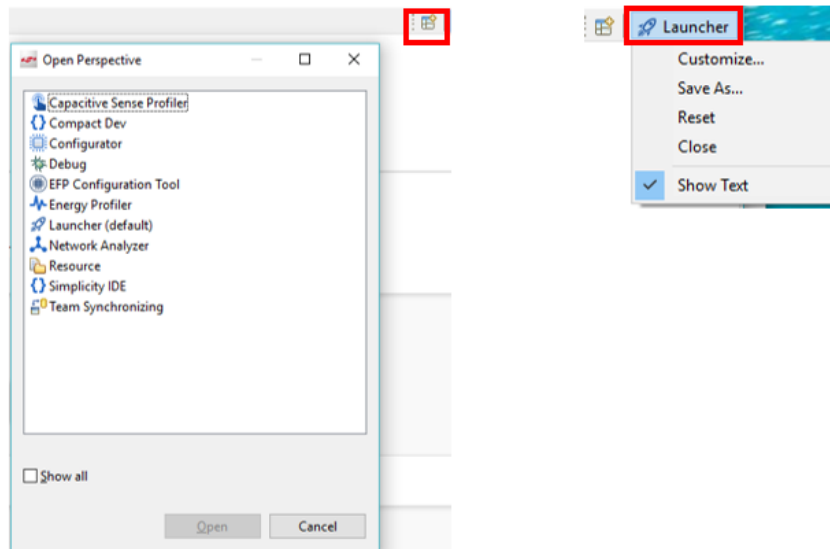 Open Perspective
Capacitive Sense Profiler
Compact Dev
Configurator
Debug
EFP Configuration Tool
Energy Profiler
Launcher (default)
Network Analyzer
Resource
Simplicity IDE
Team Synchronizing
Show all
Open
Cancel
Launcher
Customize...
Save As...
Reset
Close
Show Text